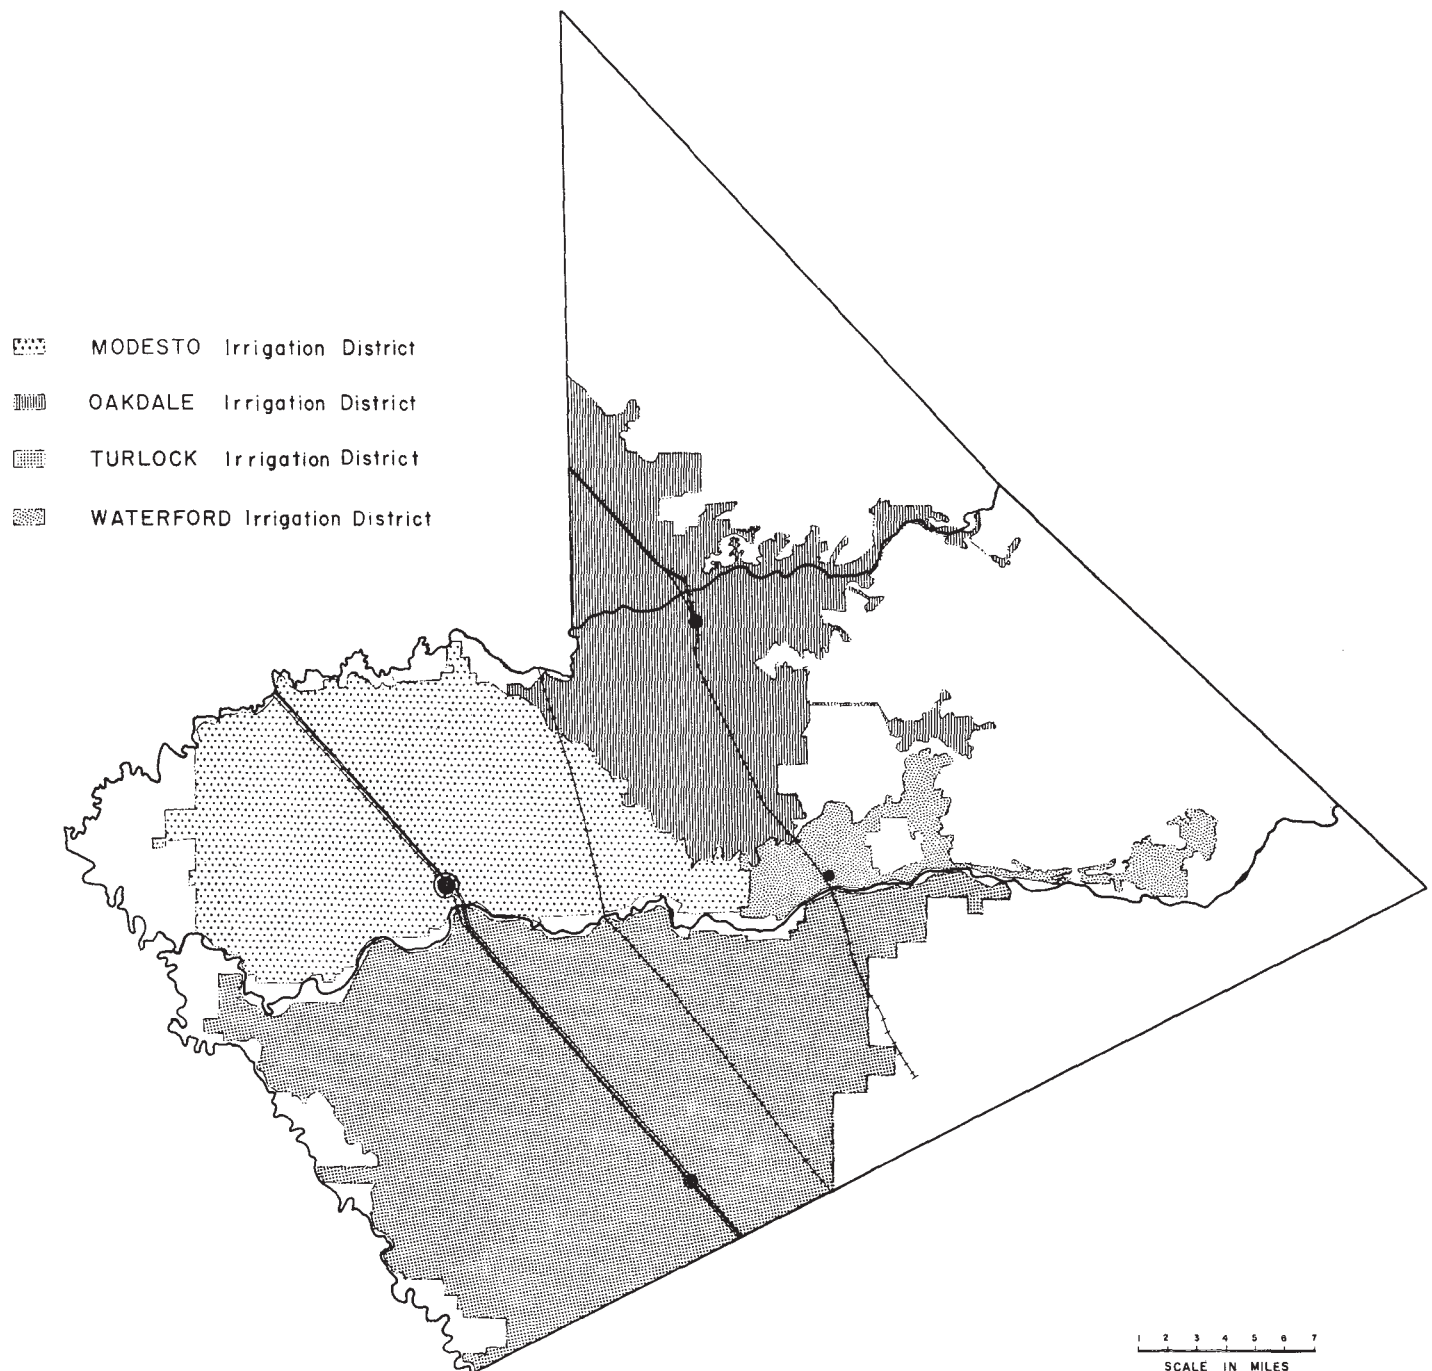 MODESTO Irrigation District
OAKDALE Irrigation District
TURLOCK Irrigation District
WATERFORD Irrigation District
1 2 3 4 5 6 7
SCALE IN MILES